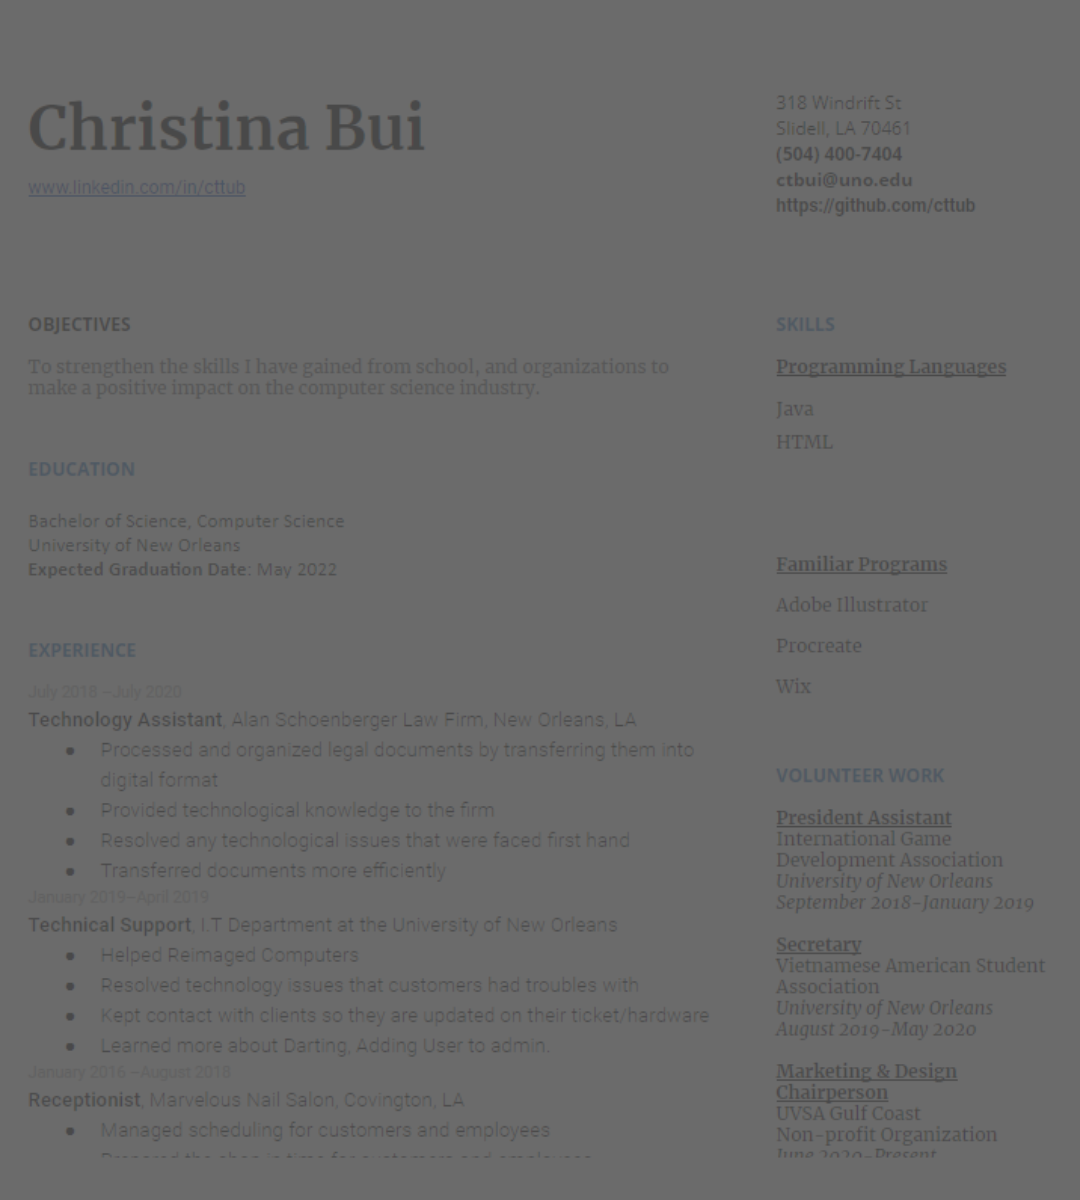 Christina Bui
www.linkedin.com/in/cttub
318 Windrift St
Slidell, LA 70461
(504) 400-7404
ctbui@uno.edu
https://github.com/cttub
OBJECTIVES
To strengthen the skills I have gained from school, and organizations to
make a positive impact on the computer science industry.
EDUCATION
Bachelor of Science, Computer Science
University of New Orleans
Expected Graduation Date: May 2022
EXPERIENCE
July 2018 –July 2020
Technology Assistant, Alan Schoenberger Law Firm, New Orleans, LA
● Processed and organized legal documents by transferring them into
digital format
● Provided technological knowledge to the firm
● Resolved any technological issues that were faced first hand
● Transferred documents more efficiently
January 2019–April 2019
Technical Support, I.T Department at the University of New Orleans
● Helped Reimaged Computers
● Resolved technology issues that customers had troubles with
● Kept contact with clients so they are updated on their ticket/hardware
● Learned more about Darting, Adding User to admin.
January 2016 –August 2018
Receptionist, Marvelous Nail Salon, Covington, LA
● Managed scheduling for customers and employees
Prepared the shop in time for customers and employees
SKILLS
Programming Languages
Java
HTML
Familiar Programs
Adobe Illustrator
Procreate
Wix
VOLUNTEER WORK
President Assistant
International Game
Development Association
University of New Orleans
September 2018-January 2019
Secretary
Vietnamese American Student
Association
University of New Orleans
August 2019-May 2020
Marketing & Design
Chairperson
UVSA Gulf Coast
Non-profit Organization
June 2020-Present